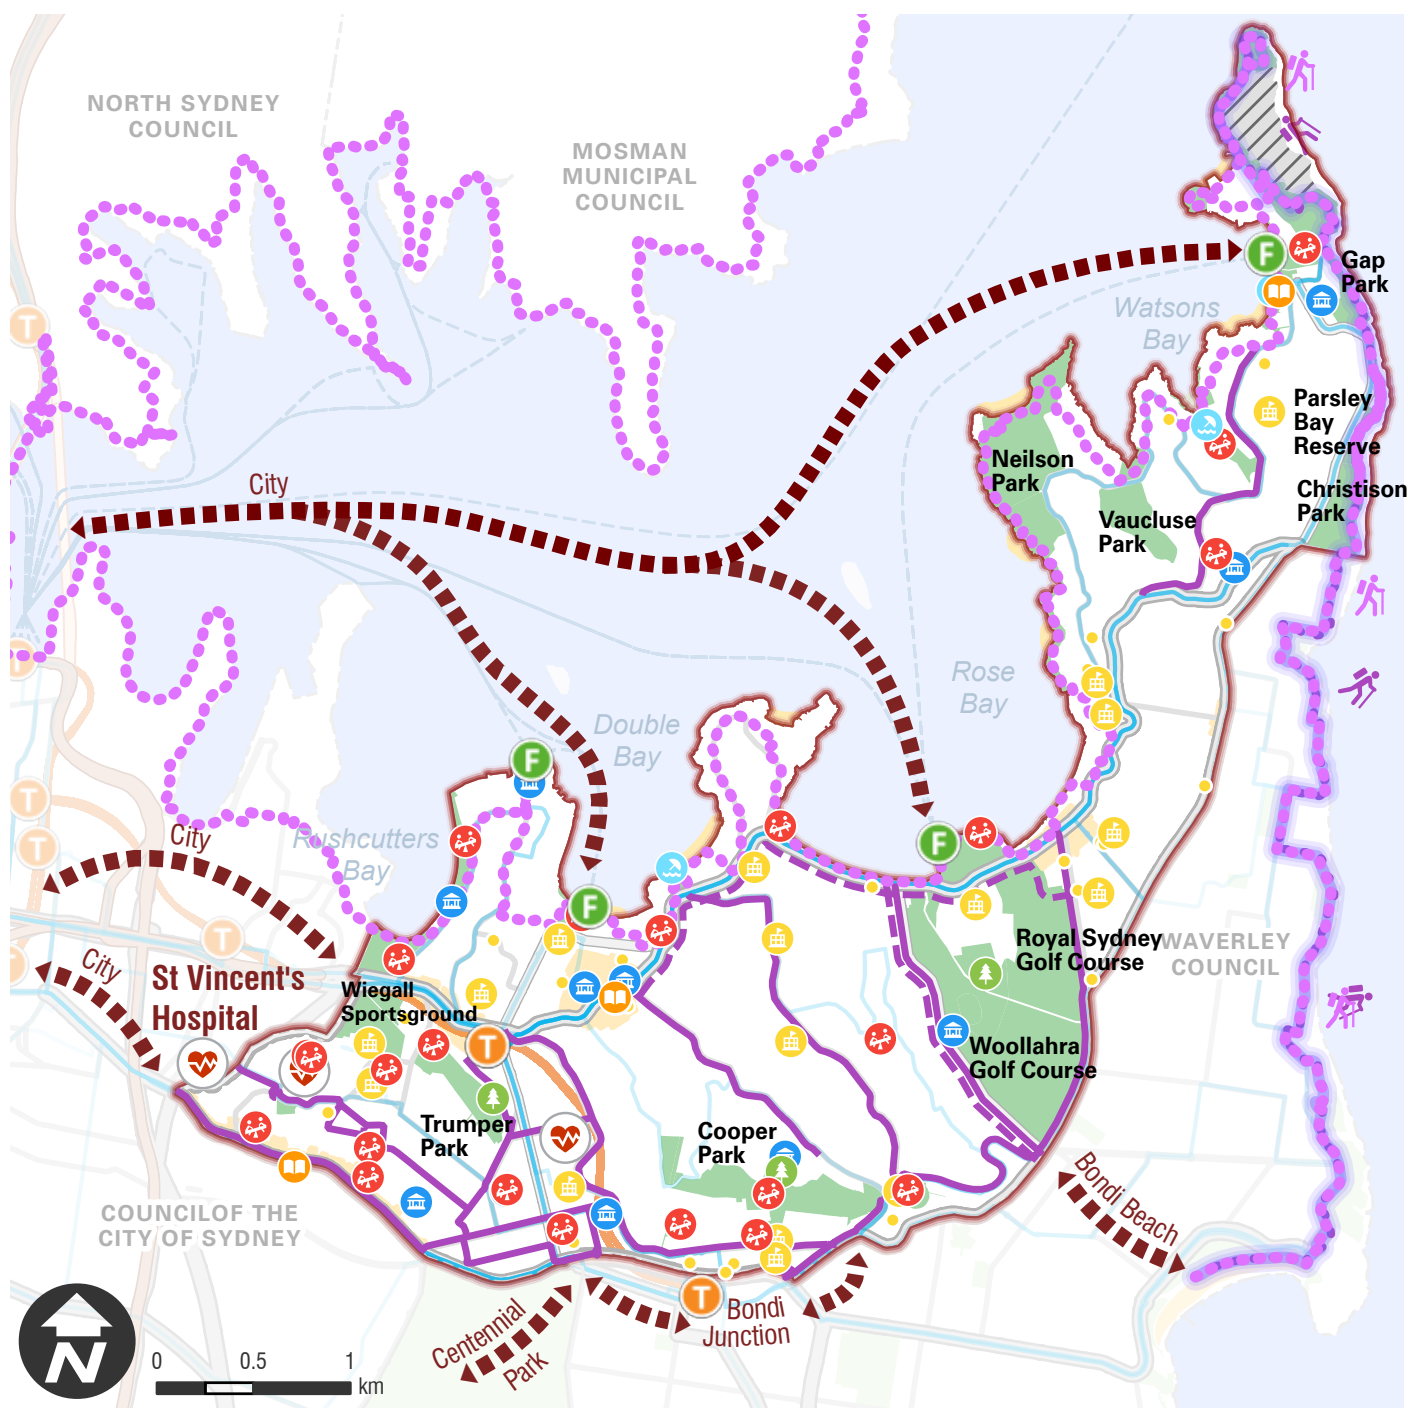 NORTH SYDNEY
COUNCIL
MOSMAN
MUNICIPAL
COUNCIL
F
Gap
Park
T
Watsons
Bay
Parsley
Bay
Reserve
Neilson
Park
City
Christison
Park
Vaucluse
Park
T
Rose
Bay
Double
Bay
F
T
City
Rushcutters
Bay
T
F
F
T
Royal Sydney
Golf Course
WAVERLEY
COUNCIL
T
City
St Vincent's
Hospital
Wiegall
Sportsground
T
Woollahra
Golf Course
Trumper
Park
Cooper
Park
Bondi Beach
COUNCILOF THE
CITY OF SYDNEY
T
Bondi
Junction
Centennial
Park
N
0 0.5 1
km